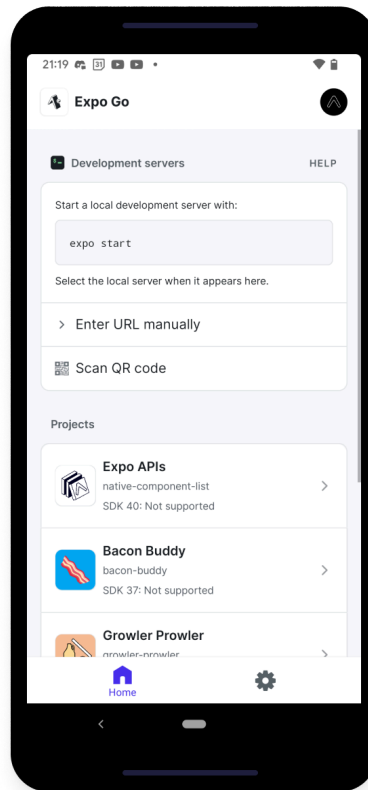 21:19 31
Expo Go
Development servers HELP
Start a local development server with:
expo start
Select the local server when it appears here.
Enter URL manually
Scan QR code
Projects
Expo APIs
native-component-list
SDK 40: Not supported
Bacon Buddy
bacon-buddy
SDK 37: Not supported
Growler Prowler
growler-prowler
Home